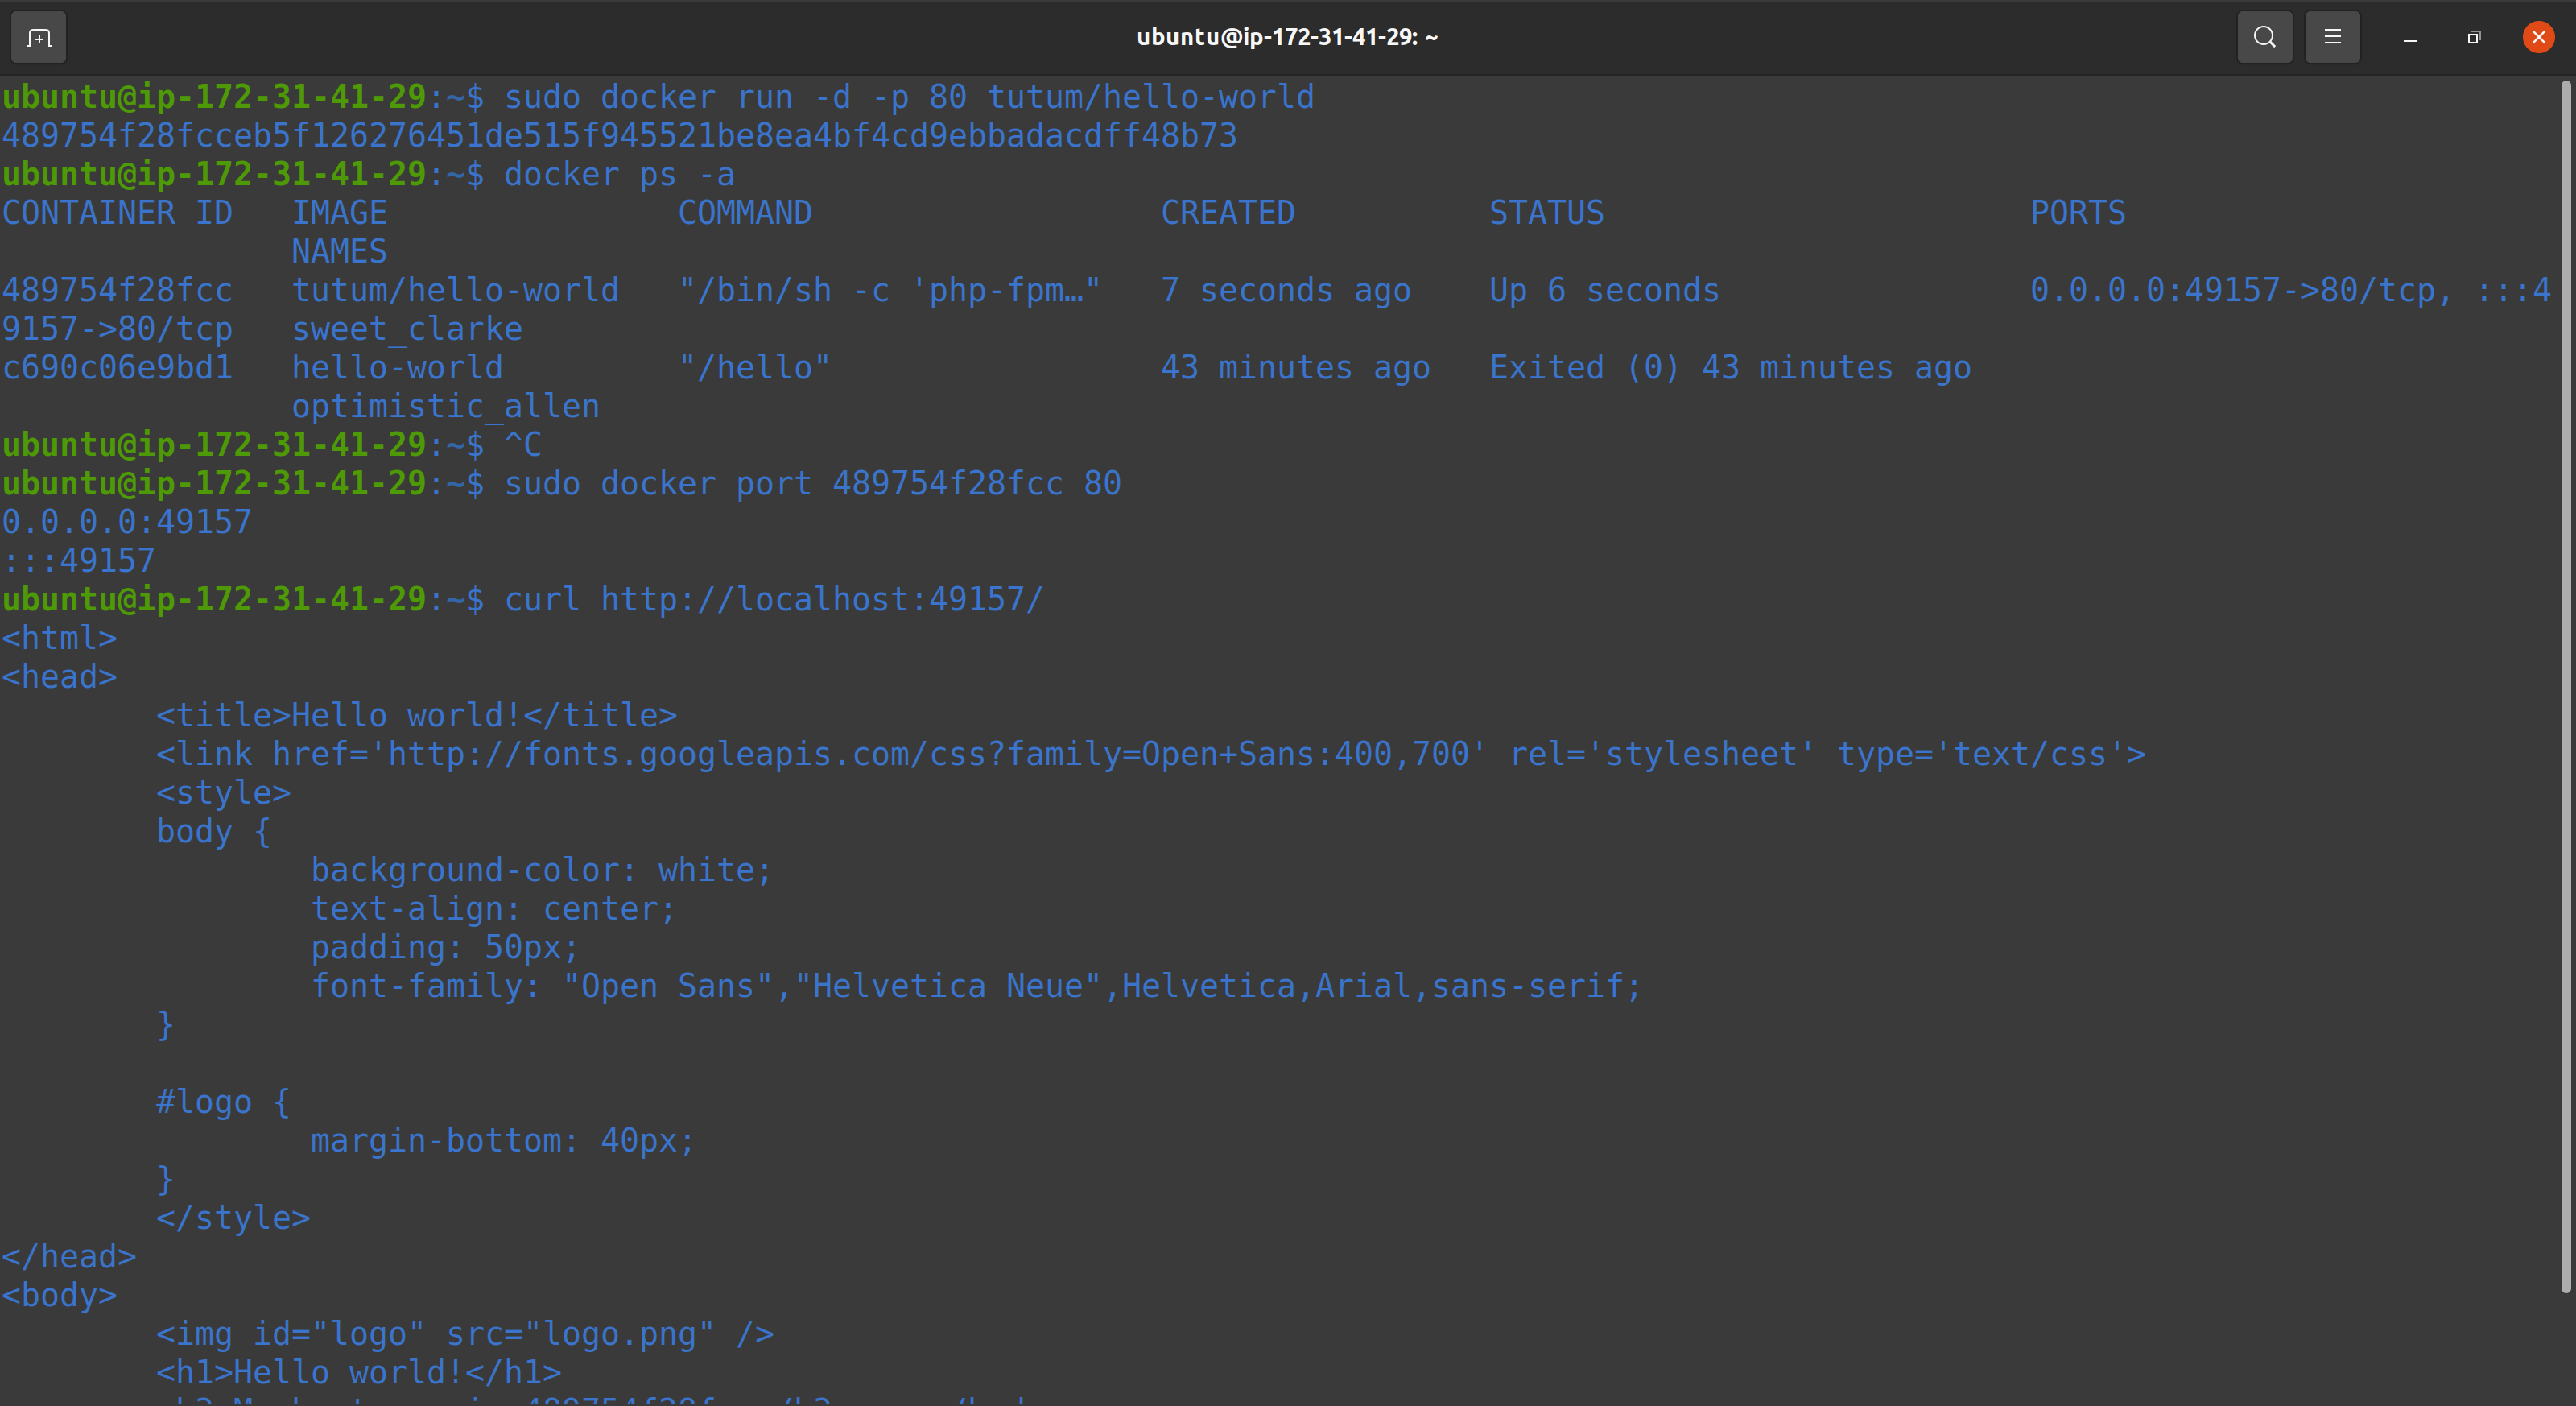 ubuntu@ip-172-31-41-29: ~
ubuntu@ip-172-31-41-29:~$ sudo docker run -d -p 80 tutum/hello-world
489754f28fcceb5f126276451de515f945521be8ea4bf4cd9ebbadacdff48b73
ubuntu@ip-172-31-41-29:~$ docker ps -a
CONTAINER ID   IMAGE               COMMAND                  CREATED          STATUS                      PORTS
               NAMES
489754f28fcc   tutum/hello-world   "/bin/sh -c 'php-fpm…"   7 seconds ago    Up 6 seconds                0.0.0.0:49157->80/tcp, :::4
9157->80/tcp   sweet_clarke
c690c06e9bd1   hello-world         "/hello"                 43 minutes ago   Exited (0) 43 minutes ago
               optimistic_allen
ubuntu@ip-172-31-41-29:~$ ^C
ubuntu@ip-172-31-41-29:~$ sudo docker port 489754f28fcc 80
0.0.0.0:49157
:::49157
ubuntu@ip-172-31-41-29:~$ curl http://localhost:49157/
<html>
<head>
        <title>Hello world!</title>
        <link href='http://fonts.googleapis.com/css?family=Open+Sans:400,700' rel='stylesheet' type='text/css'>
        <style>
        body {
                background-color: white;
                text-align: center;
                padding: 50px;
                font-family: "Open Sans","Helvetica Neue",Helvetica,Arial,sans-serif;
        }
        #logo {
                margin-bottom: 40px;
        }
        </style>
</head>
<body>
        <img id="logo" src="logo.png" />
        <h1>Hello world!</h1>